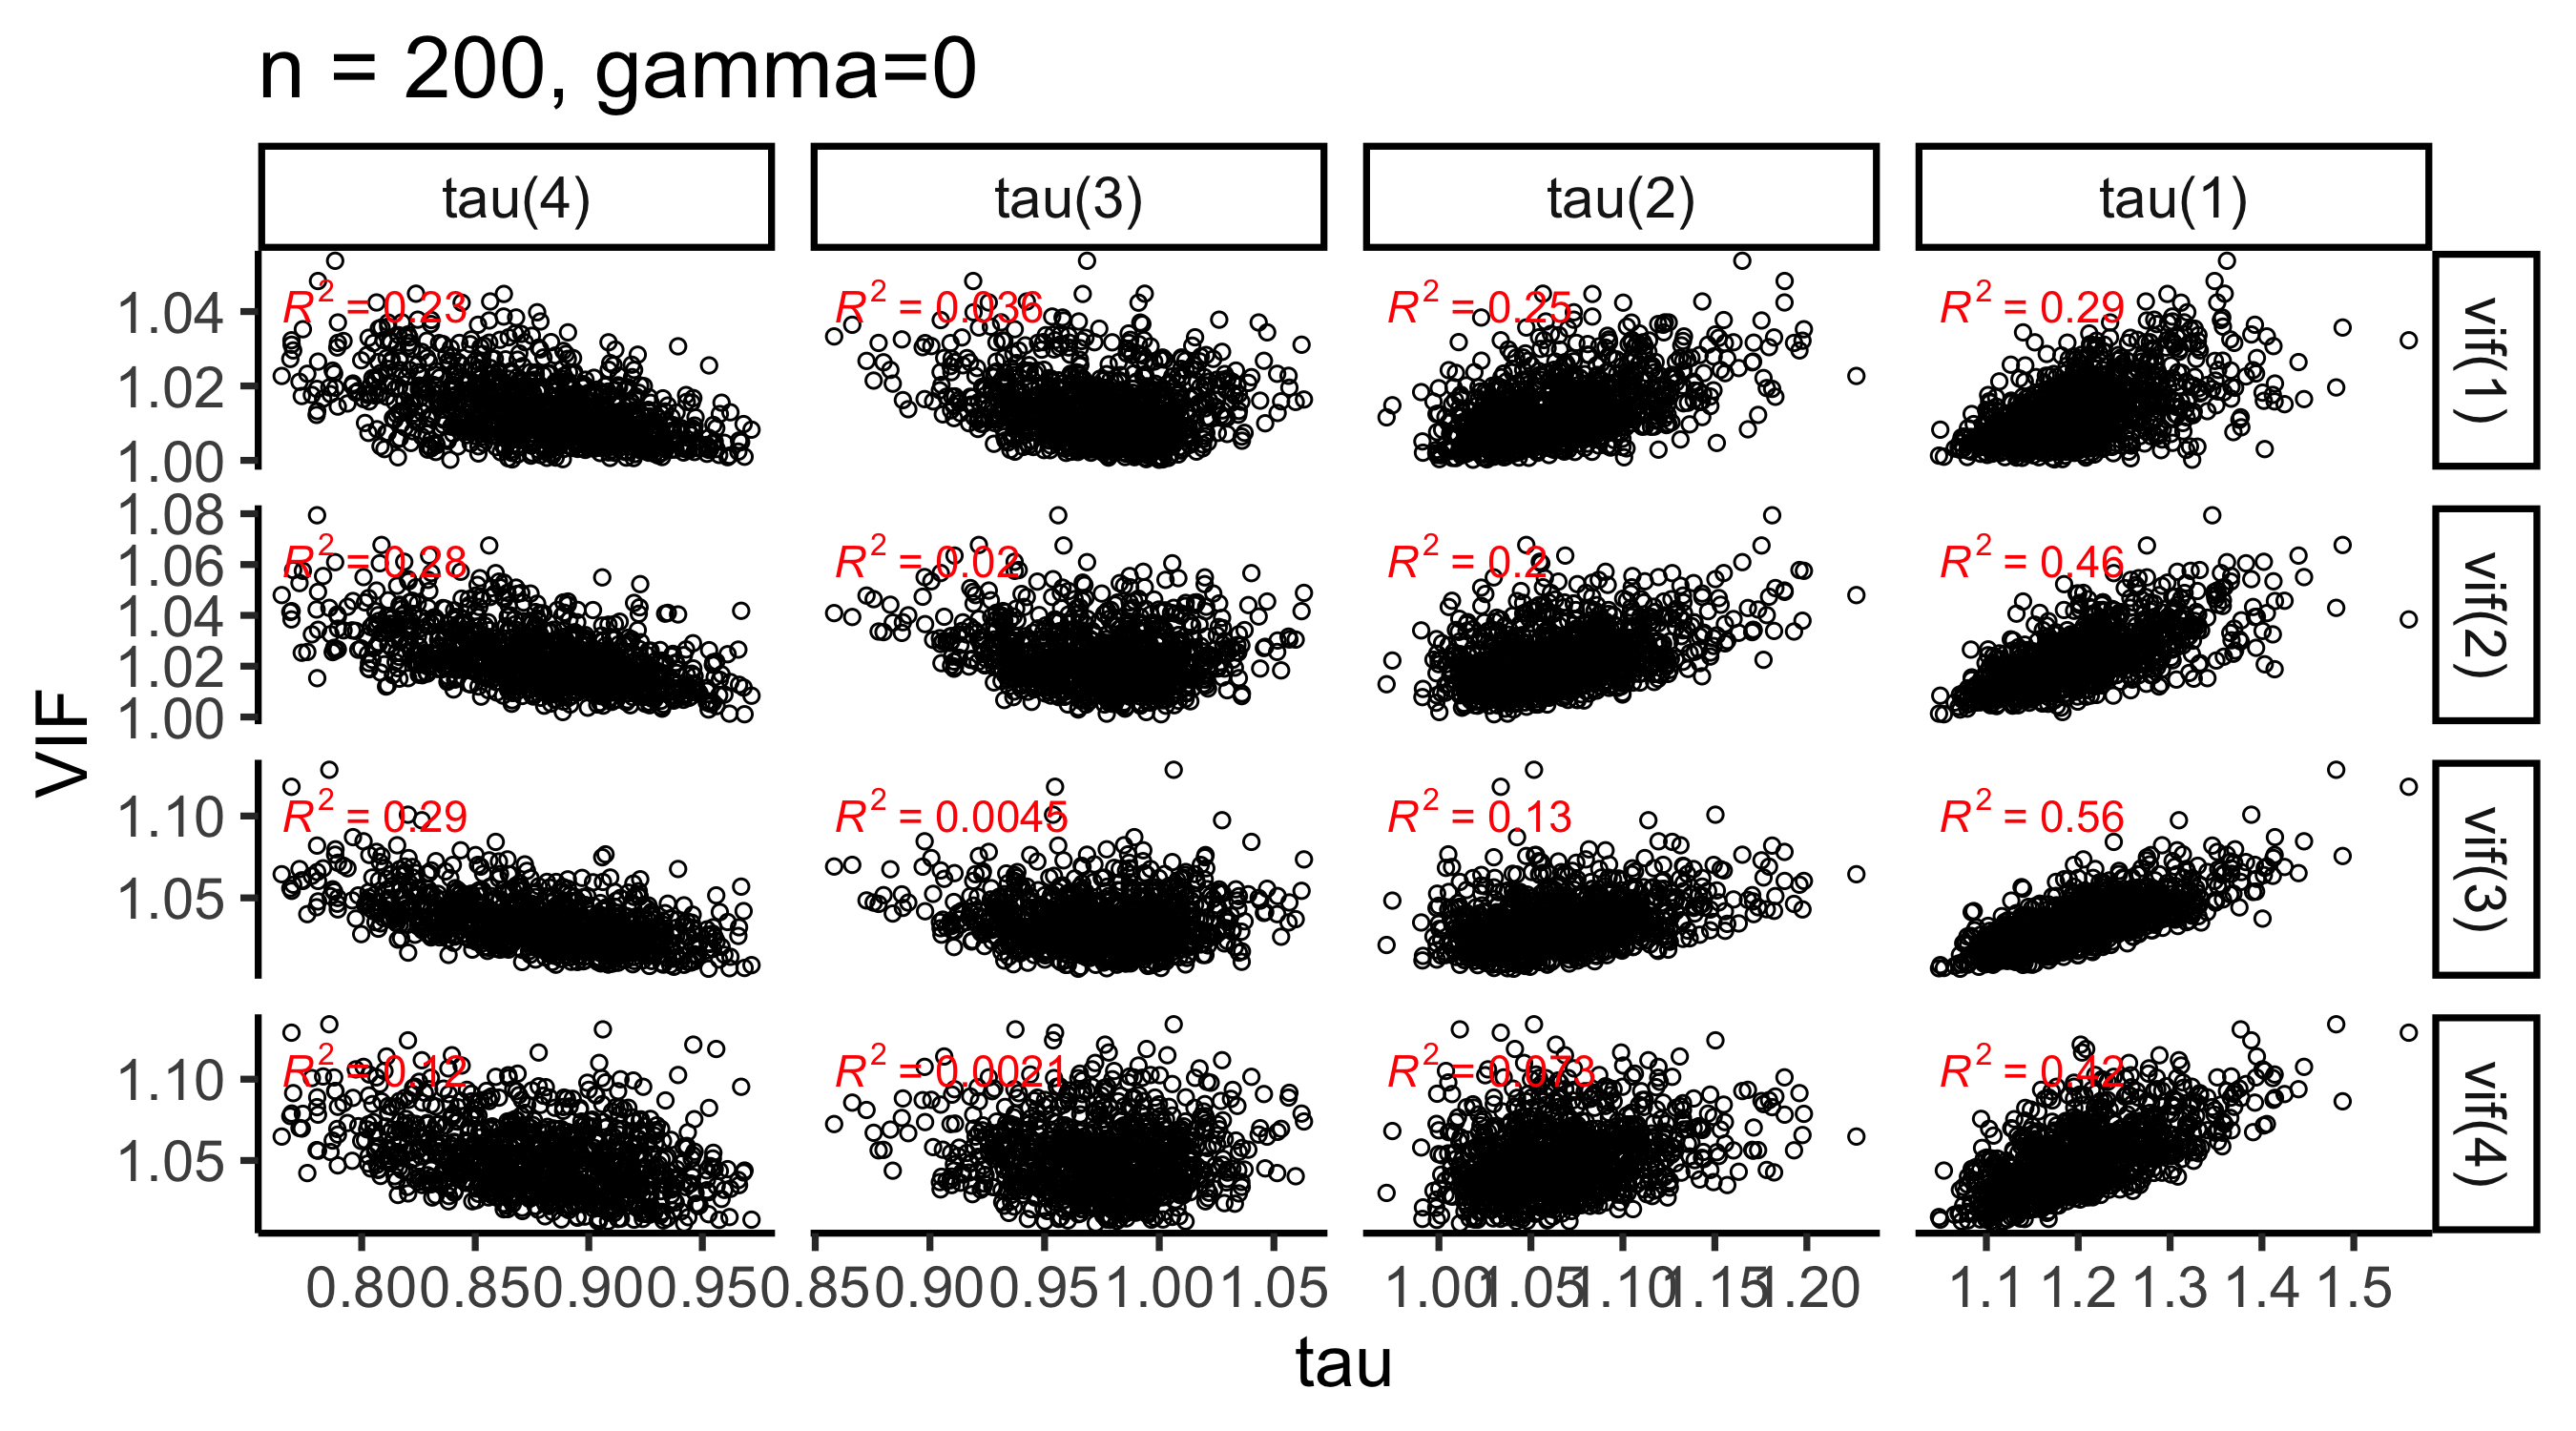 n = 200, gamma=0
tau(4) tau(3) tau(2) tau(1)
1.04
1.02
1.00
R² = 0.23 R² = 0.036 R² = 0.25 R² = 0.29
vif(1)
1.08
1.06
1.04
1.02
1.00
R² = 0.28 R² = 0.02 R² = 0.2 R² = 0.46
vif(2)
VIF
1.10
1.05
R² = 0.29 R² = 0.0045 R² = 0.13 R² = 0.56
vif(3)
1.10
1.05
R² = 0.12 R² = 0.0021 R² = 0.073 R² = 0.42
vif(4)
0.80 0.85 0.90 0.95 0.85 0.90 0.95 1.00 1.05 1.00 1.05 1.10 1.15 1.20 1.1 1.2 1.3 1.4 1.5
tau